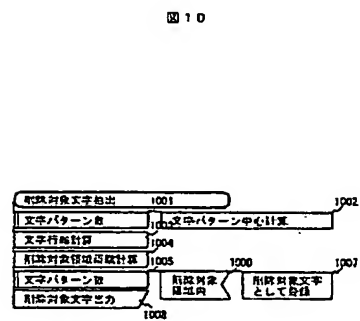 図10
削除対象文字抽出 1001
1002
文字パターン数 文字パターン中心計算
1003
文字行幅計算
1004
削除対象領域範囲計算
1005
文字パターン数 削除対象領域内 削除対象文字として登録
1006 1007
削除対象文字出力
1008